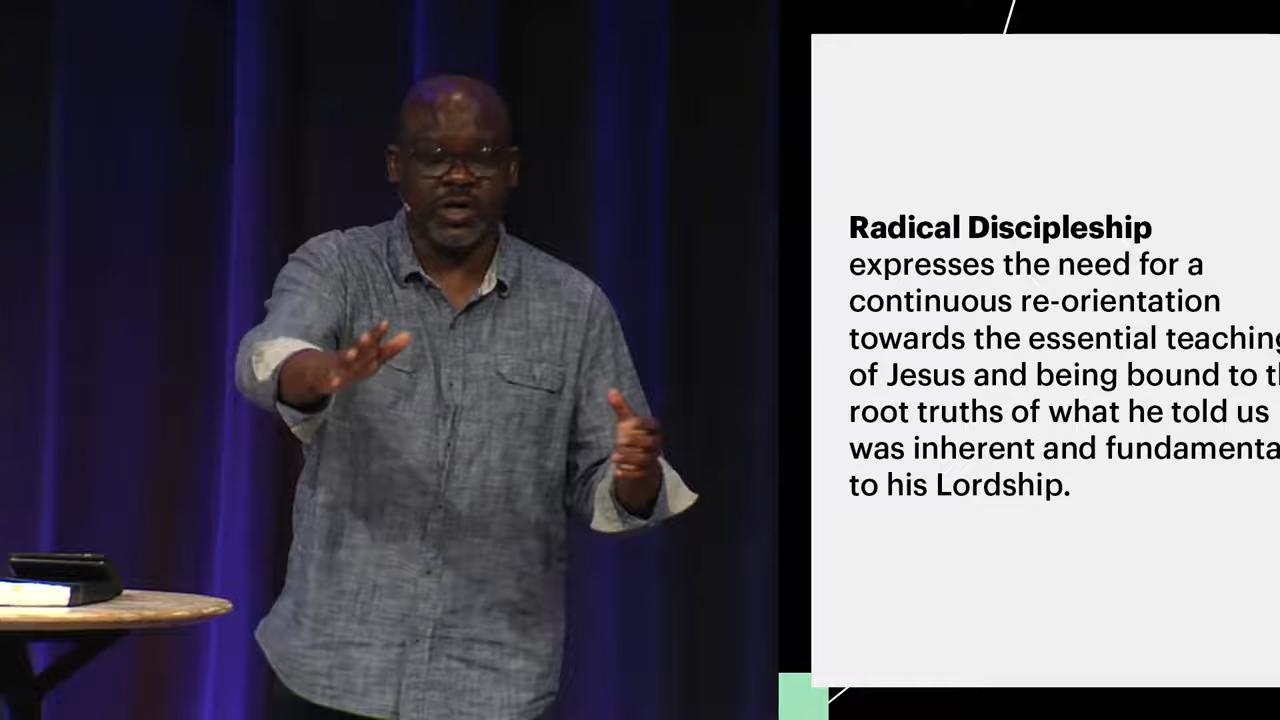 Radical Discipleship
expresses the need for a
continuous re-orientation
towards the essential teaching
of Jesus and being bound to
root truths of what he told us
was inherent and fundamenta
to his Lordship.